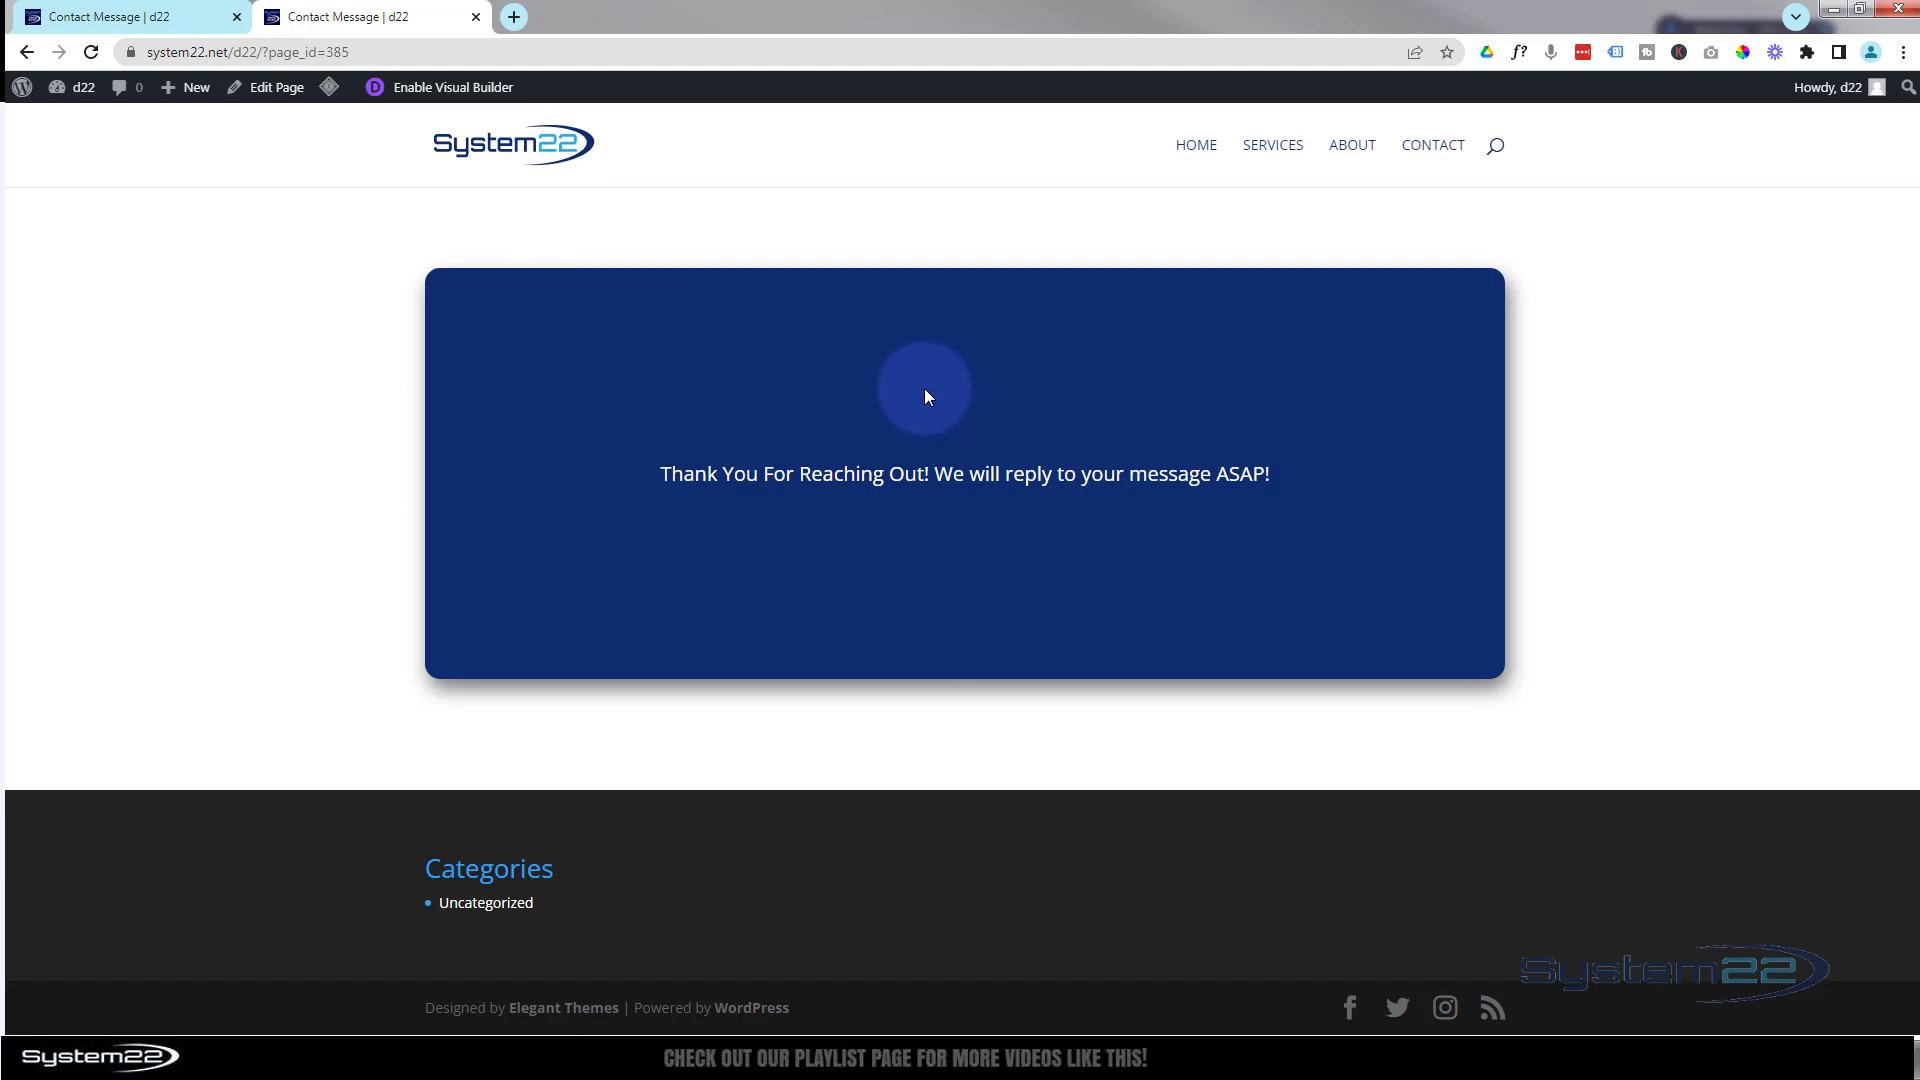 Contact Message | d22
Contact Message | d22
system22.net/d22/?page_id=385
d22
0
New
Edit Page
D
Enable Visual Builder
Howdy, d22
System22
HOME
SERVICES
ABOUT
CONTACT
Thank You For Reaching Out! We will reply to your message ASAP!
Categories
Uncategorized
System22
Designed by Elegant Themes | Powered by WordPress
System22
CHECK OUT OUR PLAYLIST PAGE FOR MORE VIDEOS LIKE THIS!